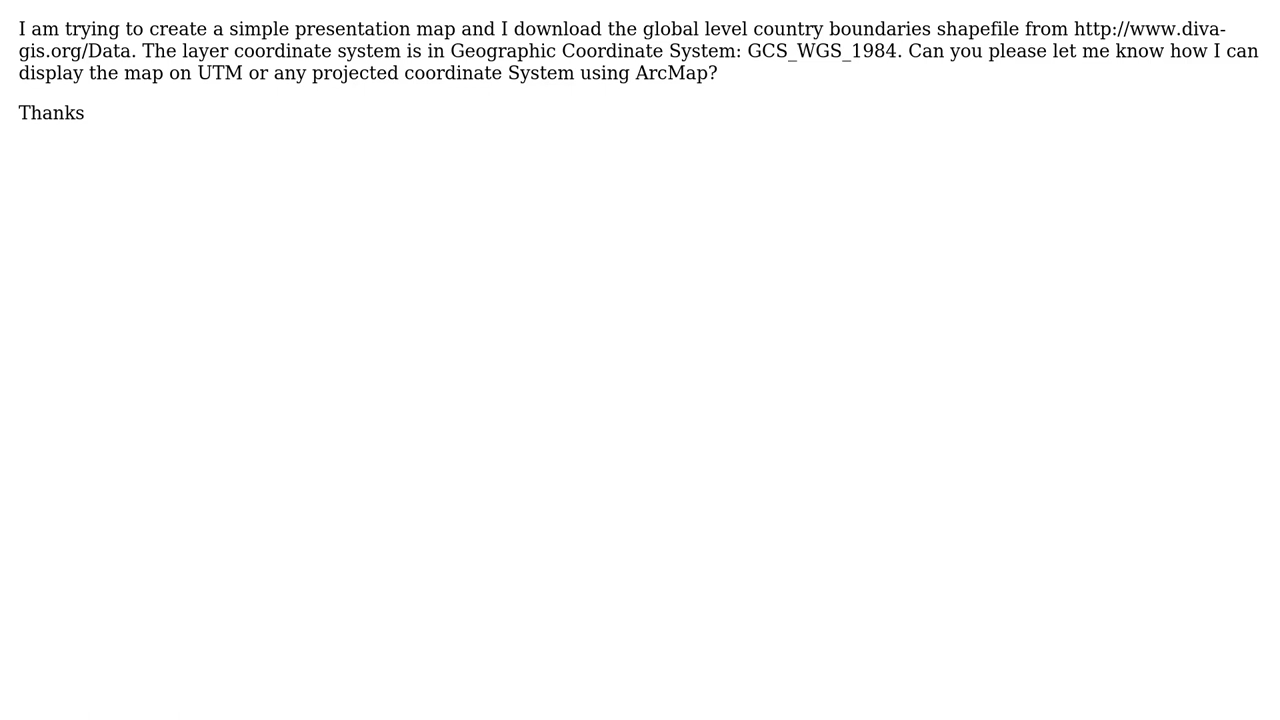 I am trying to create a simple presentation map and I download the global level country boundaries shapefile from http://www.diva-
gis.org/Data. The layer coordinate system is in Geographic Coordinate System: GCS_WGS_1984. Can you please let me know how I can
display the map on UTM or any projected coordinate System using ArcMap?
Thanks